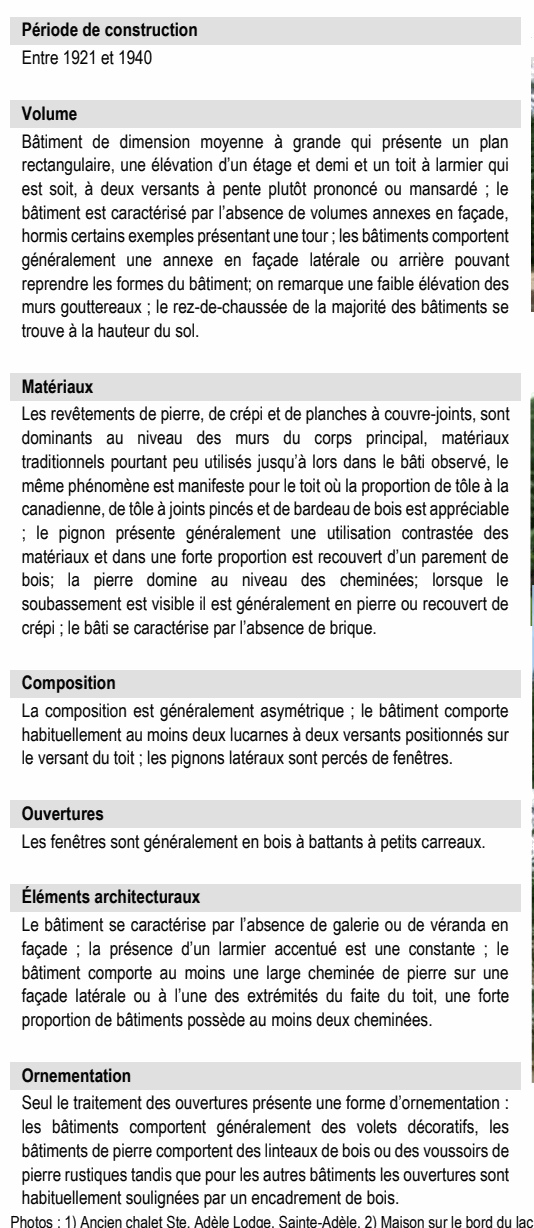 Période de construction
Entre 1921 et 1940
Volume
Bâtiment de dimension moyenne à grande qui présente un plan
rectangulaire, une élévation d'un étage et demi et un toit à larmier qui
est soit, à deux versants à pente plutôt prononcé ou mansardé ; le
bâtiment est caractérisé par l'absence de volumes annexes en façade,
hormis certains exemples présentant une tour ; les bâtiments comportent
généralement une annexe en façade latérale ou arrière pouvant
reprendre les formes du bâtiment; on remarque une faible élévation des
murs gouttereaux ; le rez-de-chaussée de la majorité des bâtiments se
trouve à la hauteur du sol.
Matériaux
Les revêtements de pierre, de crépi et de planches à couvre-joints, sont
dominants au niveau des murs du corps principal, matériaux
traditionnels pourtant peu utilisés jusqu'à lors dans le bâti observé, le
même phénomène est manifeste pour le toit où la proportion de tôle à la
canadienne, de tôle à joints pincés et de bardeau de bois est appréciable
; le pignon présente généralement une utilisation contrastée des
matériaux et dans une forte proportion est recouvert d'un parement de
bois; la pierre domine au niveau des cheminées; lorsque le
soubassement est visible il est généralement en pierre ou recouvert de
crépi ; le bâti se caractérise par l'absence de brique.
Composition
La composition est généralement asymétrique ; le bâtiment comporte
habituellement au moins deux lucarnes à deux versants positionnés sur
le versant du toit ; les pignons latéraux sont percés de fenêtres.
Ouvertures
Les fenêtres sont généralement en bois à battants à petits carreaux.
Éléments architecturaux
Le bâtiment se caractérise par l'absence de galerie ou de véranda en
façade ; la présence d'un larmier accentué est une constante ; le
bâtiment comporte au moins une large cheminée de pierre sur une
façade latérale ou à l'une des extrémités du faite du toit, une forte
proportion de bâtiments possède au moins deux cheminées.
Ornementation
Seul le traitement des ouvertures présente une forme d'ornementation :
les bâtiments comportent généralement des volets décoratifs, les
bâtiments de pierre comportent des linteaux de bois ou des voussoirs de
pierre rustiques tandis que pour les autres bâtiments les ouvertures sont
habituellement soulignées par un encadrement de bois.
Photos : 1) Ancien chalet Ste. Adèle Lodge, Sainte-Adèle, 2) Maison sur le bord du lac